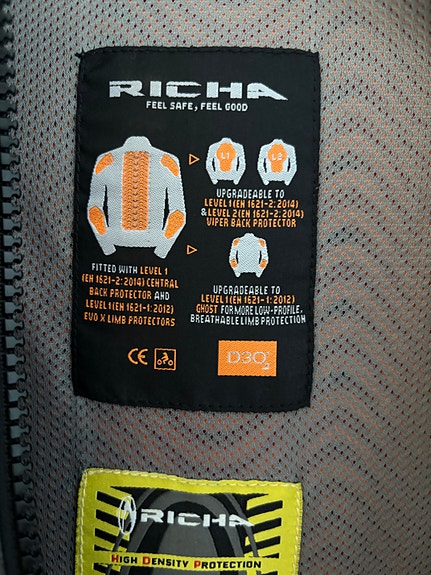 RICHA
FEEL SAFE, FEEL GOOD
L1 L2
UPGRADEABLE TO
LEVEL 1 (EN 1621-2: 2014)
& LEVEL 2 (EN 1621-2: 2014)
VIPER BACK PROTECTOR
FITTED WITH LEVEL 1
(EN 1621-2: 2014) CENTRAL
BACK PROTECTOR AND
LEVEL 1 (EN 1621-1: 2012)
EVO X LIMB PROTECTORS
UPGRADEABLE TO
LEVEL 1 (EN 1621-1: 2012)
GHOST FOR MORE LOW-PROFILE,
BREATHABLE LIMB PROTECTION
CE
D3O
RICHA
HIGH DENSITY PROTECTION